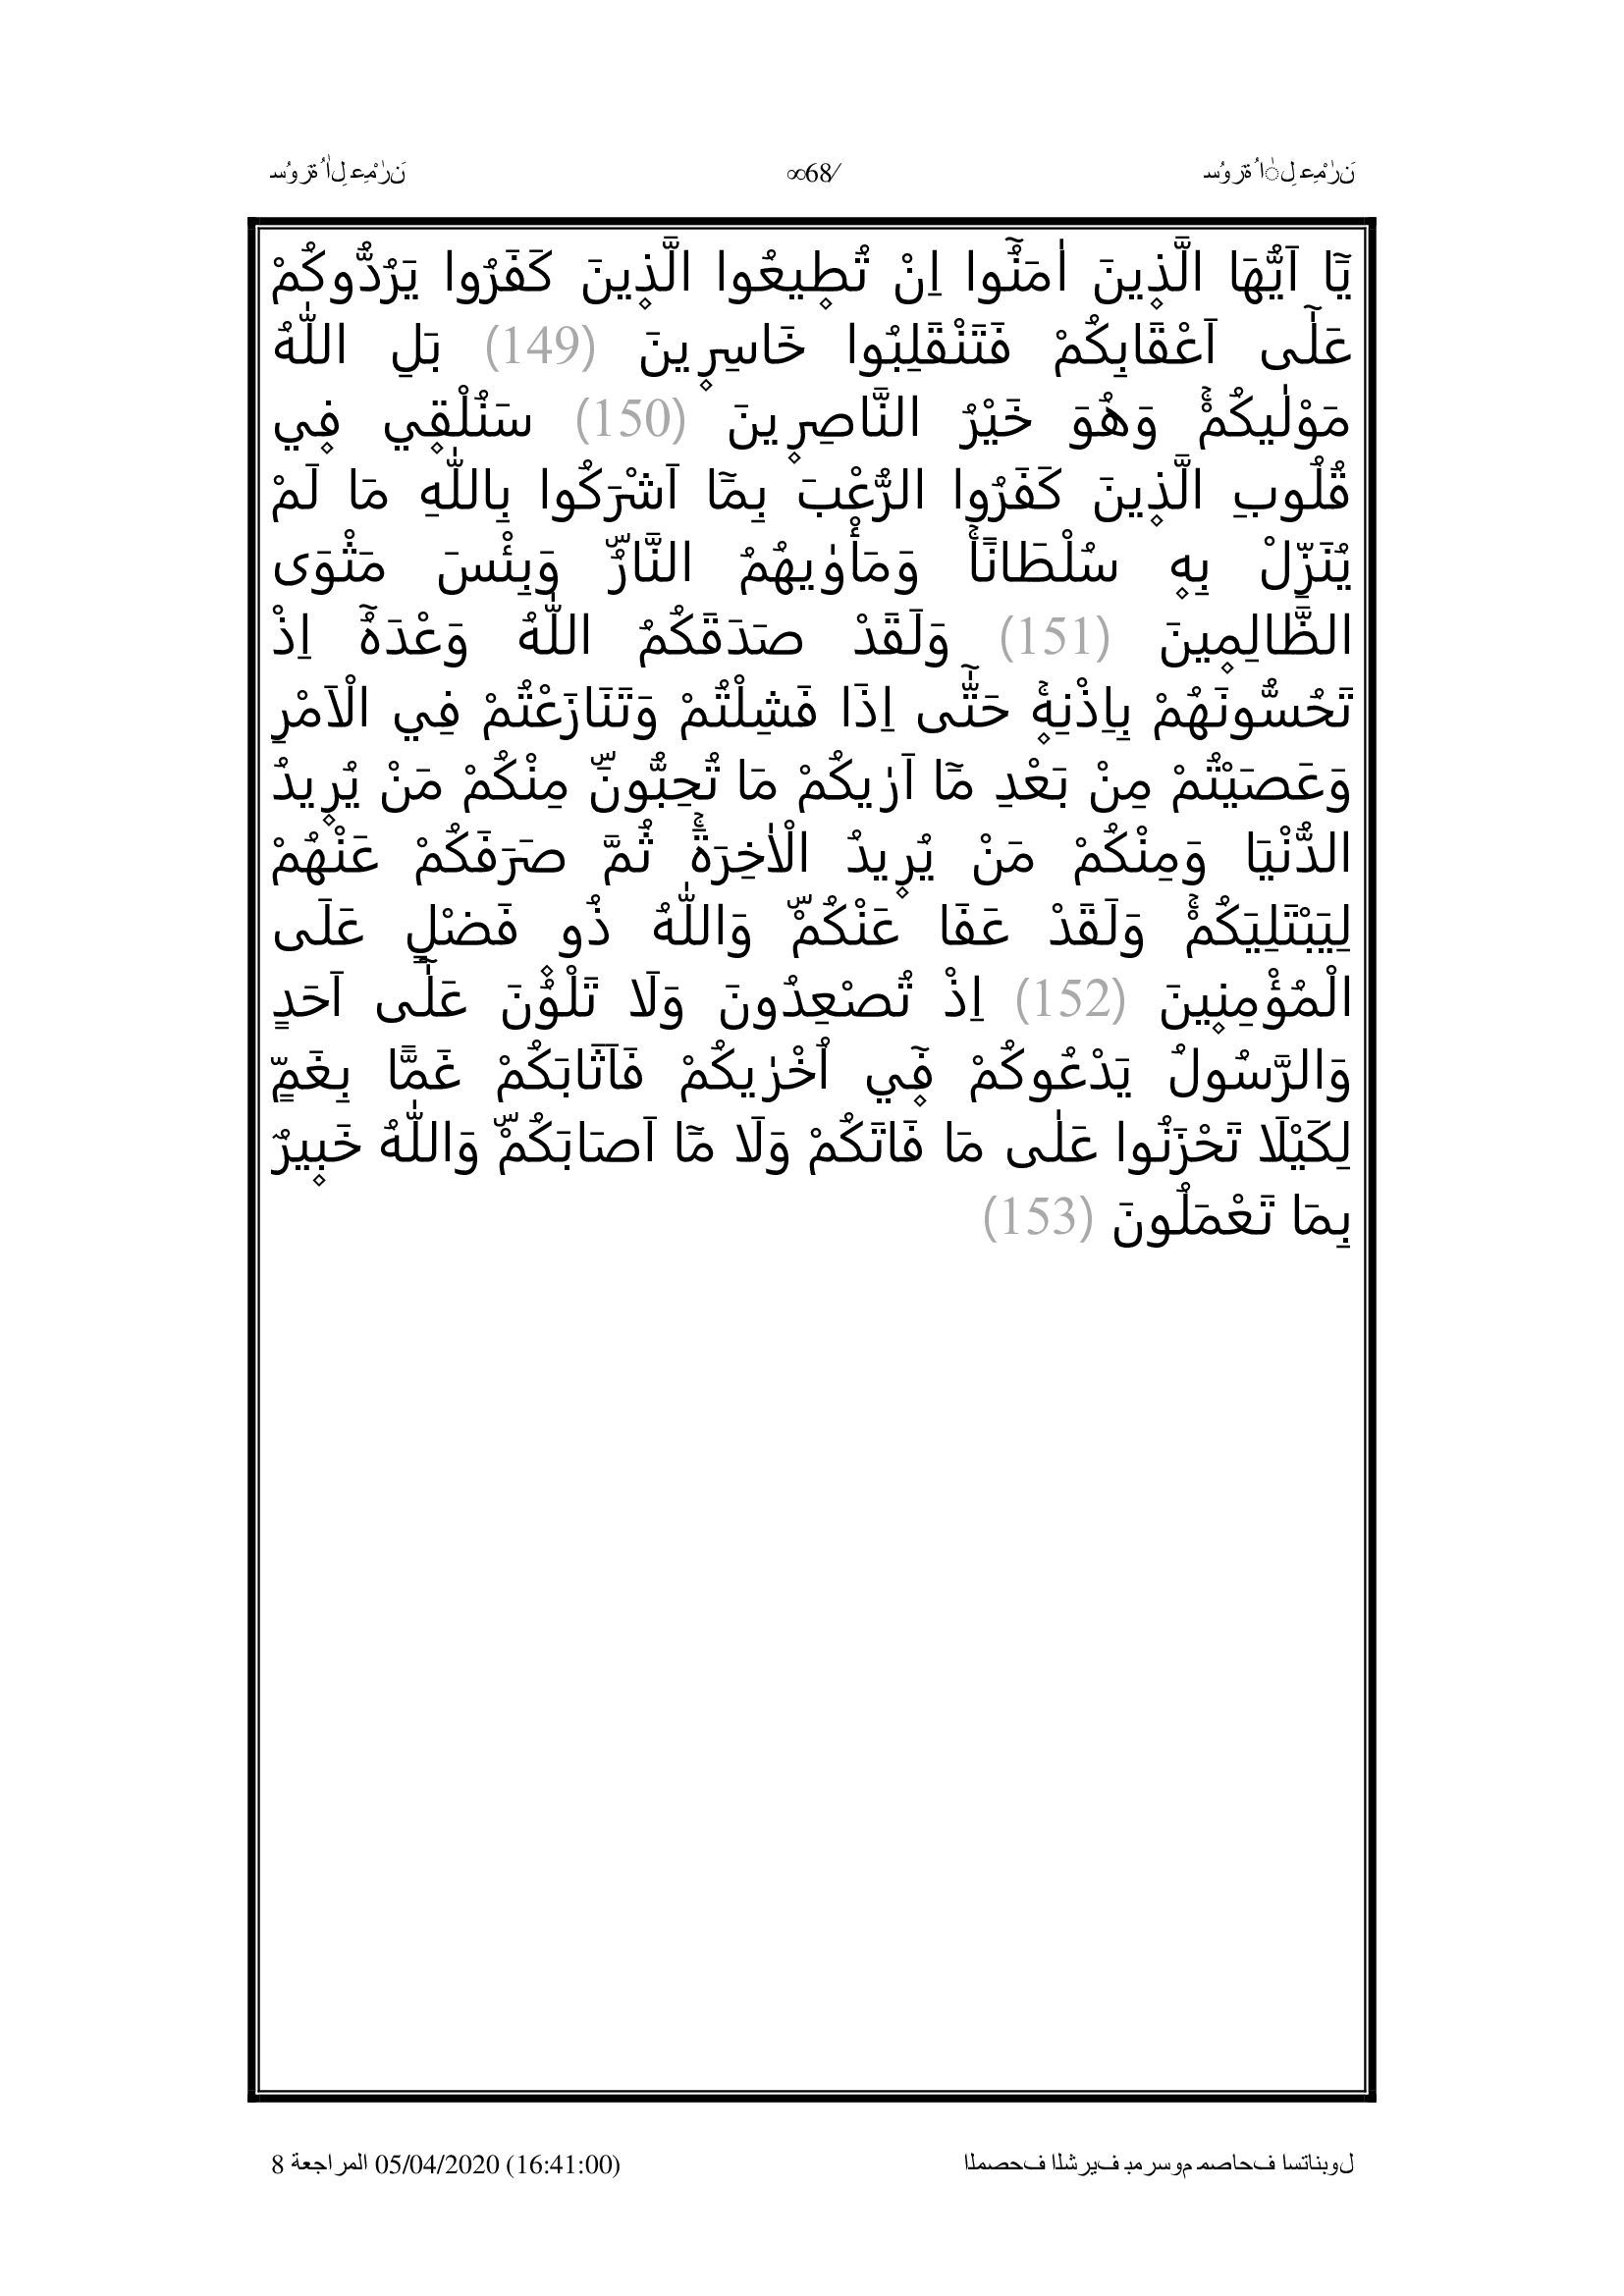 سُورَةُ اٰلِ عِمْرٰنَ ∞68/ سُورَةُ اٰلِ عِمْرٰنَ
يَٓا اَيُّهَا الَّذ۪ينَ اٰمَنُٓوا اِنْ تُط۪يعُوا الَّذ۪ينَ كَفَرُوا يَرُدُّوكُمْ
عَلٰٓى اَعْقَابِكُمْ فَتَنْقَلِبُوا خَاسِر۪ينَ (149) بَلِ اللّٰهُ
مَوْلٰيكُمْۚ وَهُوَ خَيْرُ النَّاصِر۪ينَ (150) سَنُلْق۪ي ف۪ي
قُلُوبِ الَّذ۪ينَ كَفَرُوا الرُّعْبَ بِمَٓا اَشْرَكُوا بِاللّٰهِ مَا لَمْ
يُنَزِّلْ بِه۪ سُلْطَانًاۚ وَمَأْوٰيهُمُ النَّارُۜ وَبِئْسَ مَثْوَى
الظَّالِم۪ينَ (151) وَلَقَدْ صَدَقَكُمُ اللّٰهُ وَعْدَهُٓ اِذْ
تَحُسُّونَهُمْ بِاِذْنِه۪ۚ حَتّٰٓى اِذَا فَشِلْتُمْ وَتَنَازَعْتُمْ فِي الْاَمْرِ
وَعَصَيْتُمْ مِنْ بَعْدِ مَٓا اَرٰيكُمْ مَا تُحِبُّونَۜ مِنْكُمْ مَنْ يُر۪يدُ
الدُّنْيَا وَمِنْكُمْ مَنْ يُر۪يدُ الْاٰخِرَةَۚ ثُمَّ صَرَفَكُمْ عَنْهُمْ
لِيَبْتَلِيَكُمْۚ وَلَقَدْ عَفَا عَنْكُمْۜ وَاللّٰهُ ذُو فَضْلٍ عَلَى
الْمُؤْمِن۪ينَ (152) اِذْ تُصْعِدُونَ وَلَا تَلْوُ۫نَ عَلٰٓى اَحَدٍ
وَالرَّسُولُ يَدْعُوكُمْ ف۪ٓي اُخْرٰيكُمْ فَاَثَابَكُمْ غَمًّا بِغَمٍّ
لِكَيْلَا تَحْزَنُوا عَلٰى مَا فَاتَكُمْ وَلَا مَٓا اَصَابَكُمْۜ وَاللّٰهُ خَب۪يرٌ
بِمَا تَعْمَلُونَ (153)
المصحف الشريف بمرسوم مصاحف استانبول المراجعة 8 05/04/2020 (16:41:00)